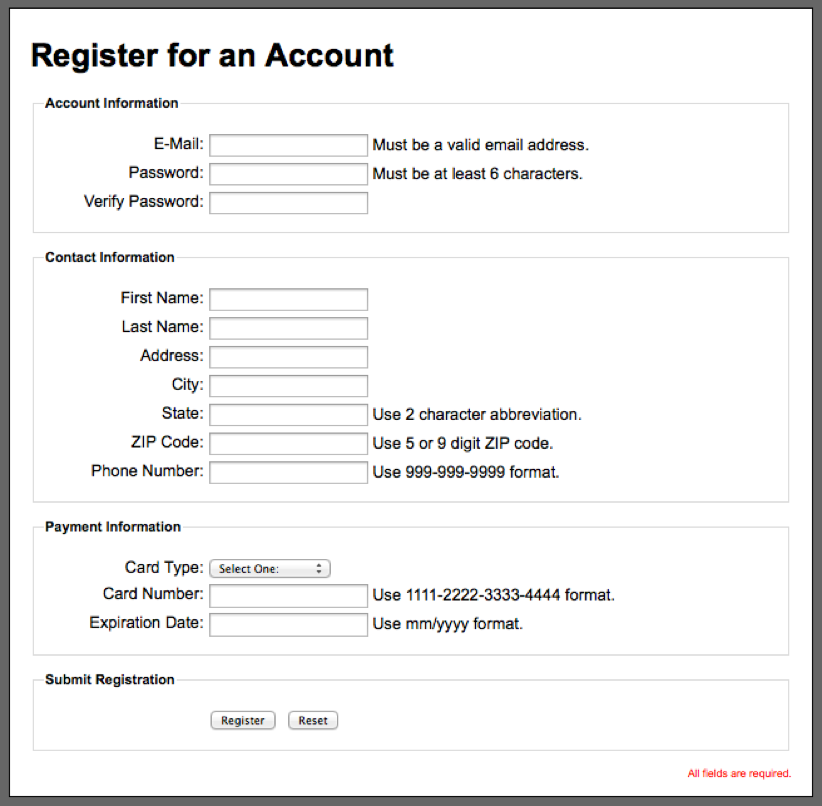 Register for an Account
Account Information
E-Mail: Must be a valid email address.
Password: Must be at least 6 characters.
Verify Password:
Contact Information
First Name:
Last Name:
Address:
City:
State: Use 2 character abbreviation.
ZIP Code: Use 5 or 9 digit ZIP code.
Phone Number: Use 999-999-9999 format.
Payment Information
Card Type: Select One:
Card Number: Use 1111-2222-3333-4444 format.
Expiration Date: Use mm/yyyy format.
Submit Registration
Register Reset
All fields are required.